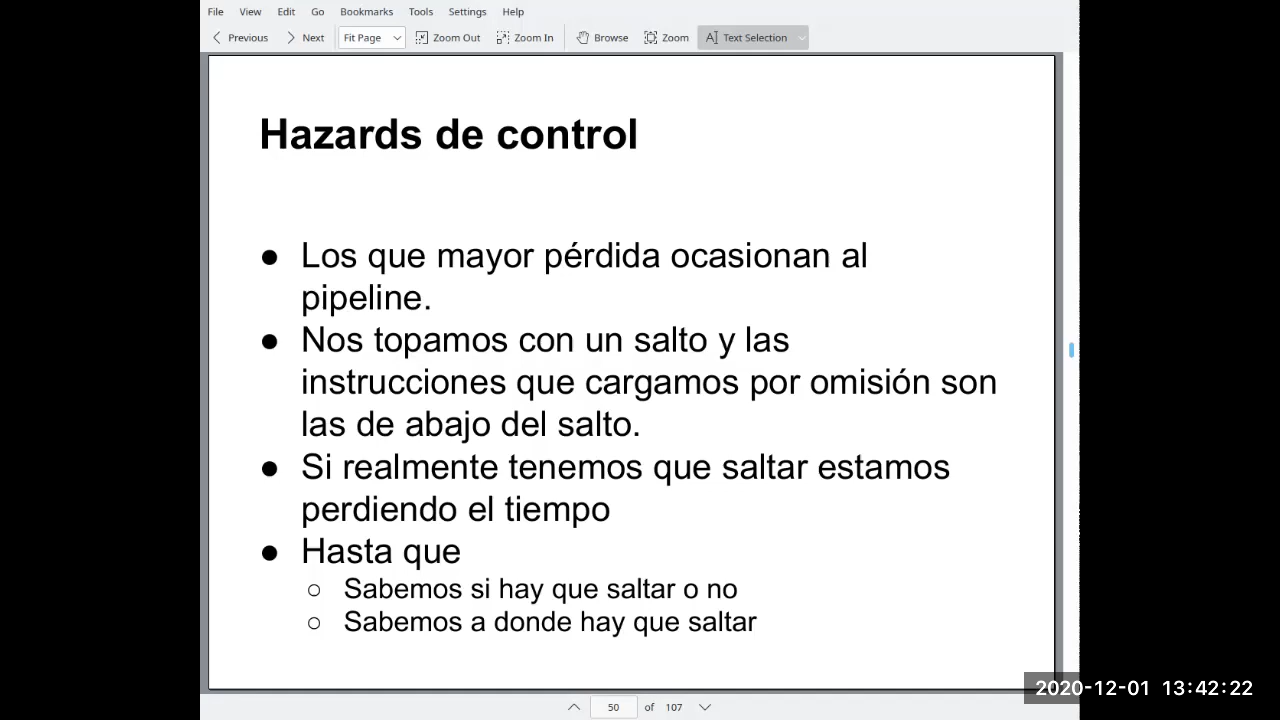 File View Edit Go Bookmarks Tools Settings Help
Previous Next Fit Page Zoom Out Zoom In Browse Zoom Text Selection
Hazards de control
● Los que mayor pérdida ocasionan al
pipeline.
● Nos topamos con un salto y las
instrucciones que cargamos por omisión son
las de abajo del salto.
● Si realmente tenemos que saltar estamos
perdiendo el tiempo
● Hasta que
○ Sabemos si hay que saltar o no
○ Sabemos a donde hay que saltar
2020-12-01 13:42:22
50 of 107